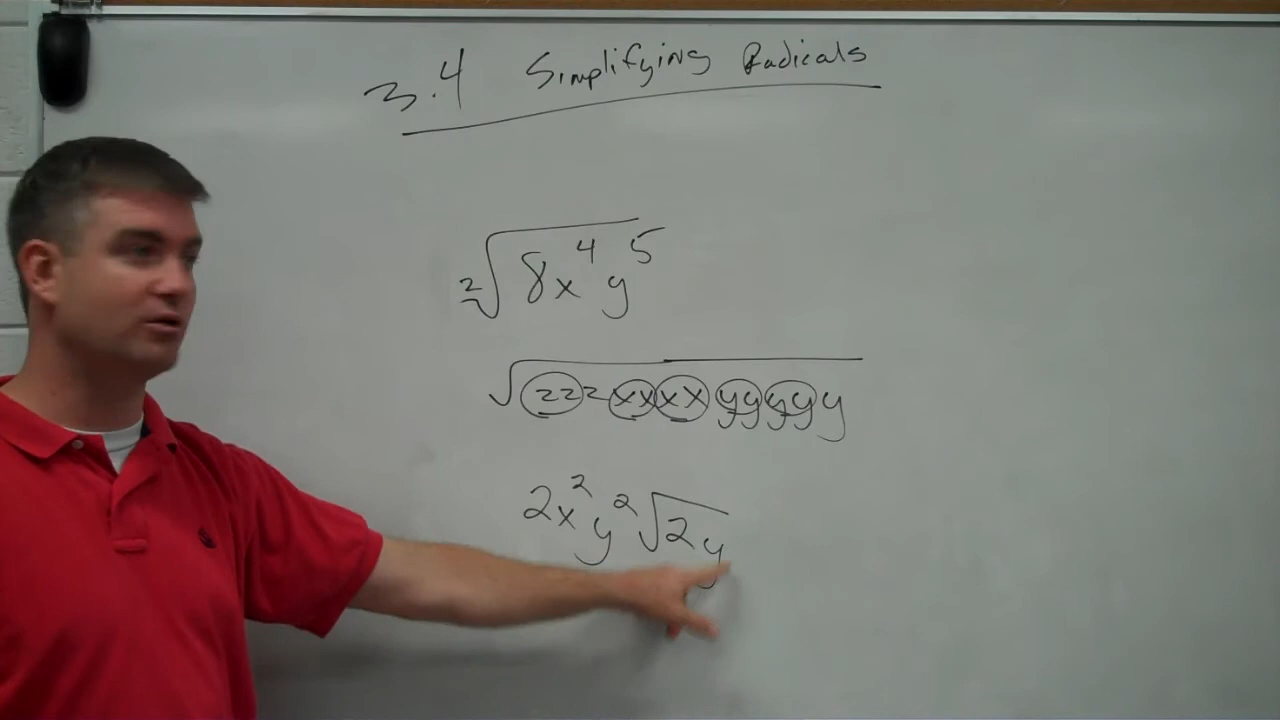 3.4 Simplifying Radicals
²√8x⁴y⁵
√222xxxxyyyyy
2x²y²√2y